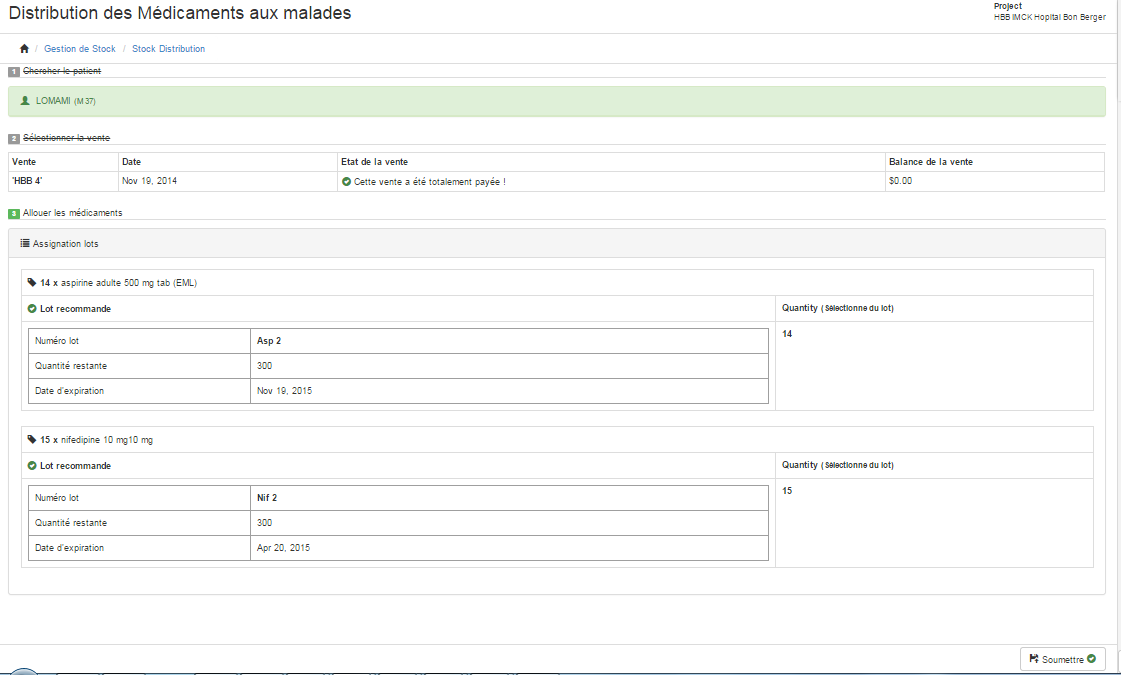 Distribution des Médicaments aux malades
Project
HBB IMCK Hopital Bon Berger
/ Gestion de Stock / Stock Distribution
1 Chercher le patient
LOMAMI (M 37)
2 Sélectionner la vente
Vente Date Etat de la vente Balance de la vente
'HBB 4' Nov 19, 2014 Cette vente a été totalement payée ! $0.00
3 Allouer les médicaments
Assignation lots
14 x aspirine adulte 500 mg tab (EML)
Lot recommande Quantity (Sélectionne du lot)
Numéro lot Asp 2 14
Quantité restante 300
Date d'expiration Nov 19, 2015
15 x nifedipine 10 mg10 mg
Lot recommande Quantity (Sélectionne du lot)
Numéro lot Nif 2 15
Quantité restante 300
Date d'expiration Apr 20, 2015
Soumettre